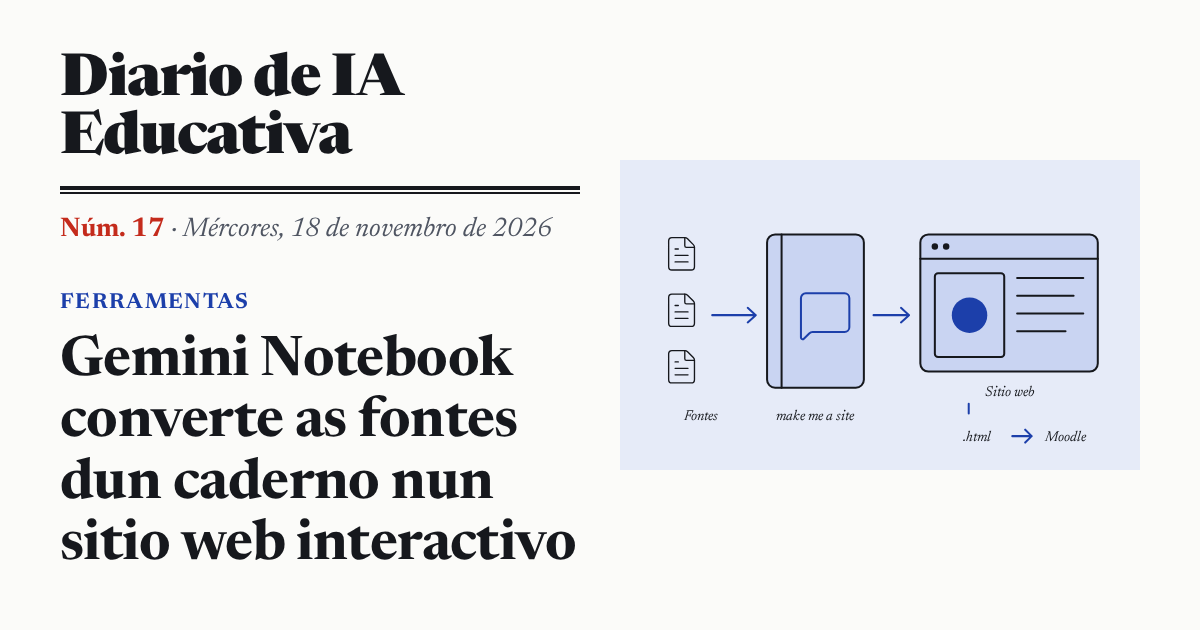 Diario de IA
Educativa
Núm. 17 · Mércores, 18 de novembro de 2026
FERRAMENTAS
Gemini Notebook
converte as fontes
dun caderno nun
sitio web interactivo
Fontes
make me a site
Sitio web
.html
Moodle